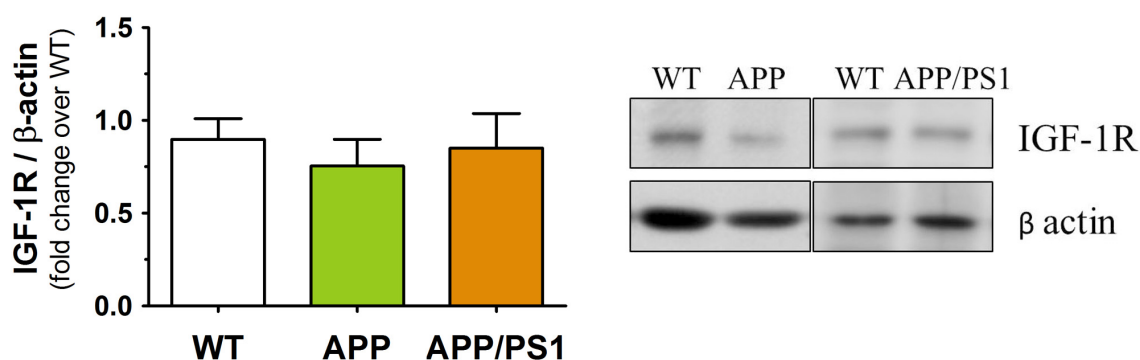 IGF-1R / β-actin
(fold change over WT)
1.5
1.0
0.5
0.0
WT APP APP/PS1
WT APP WT APP/PS1
IGF-1R
β actin